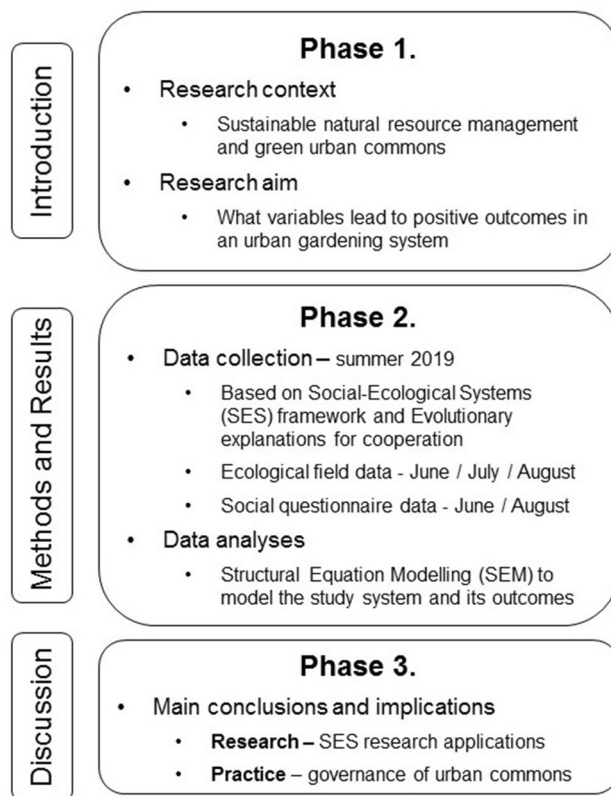 Introduction
Phase 1.
• Research context
• Sustainable natural resource management
and green urban commons
• Research aim
• What variables lead to positive outcomes in
an urban gardening system
Methods and Results
Phase 2.
• Data collection – summer 2019
• Based on Social-Ecological Systems
(SES) framework and Evolutionary
explanations for cooperation
• Ecological field data - June / July / August
• Social questionnaire data - June / August
• Data analyses
• Structural Equation Modelling (SEM) to
model the study system and its outcomes
Discussion
Phase 3.
• Main conclusions and implications
• Research – SES research applications
• Practice – governance of urban commons